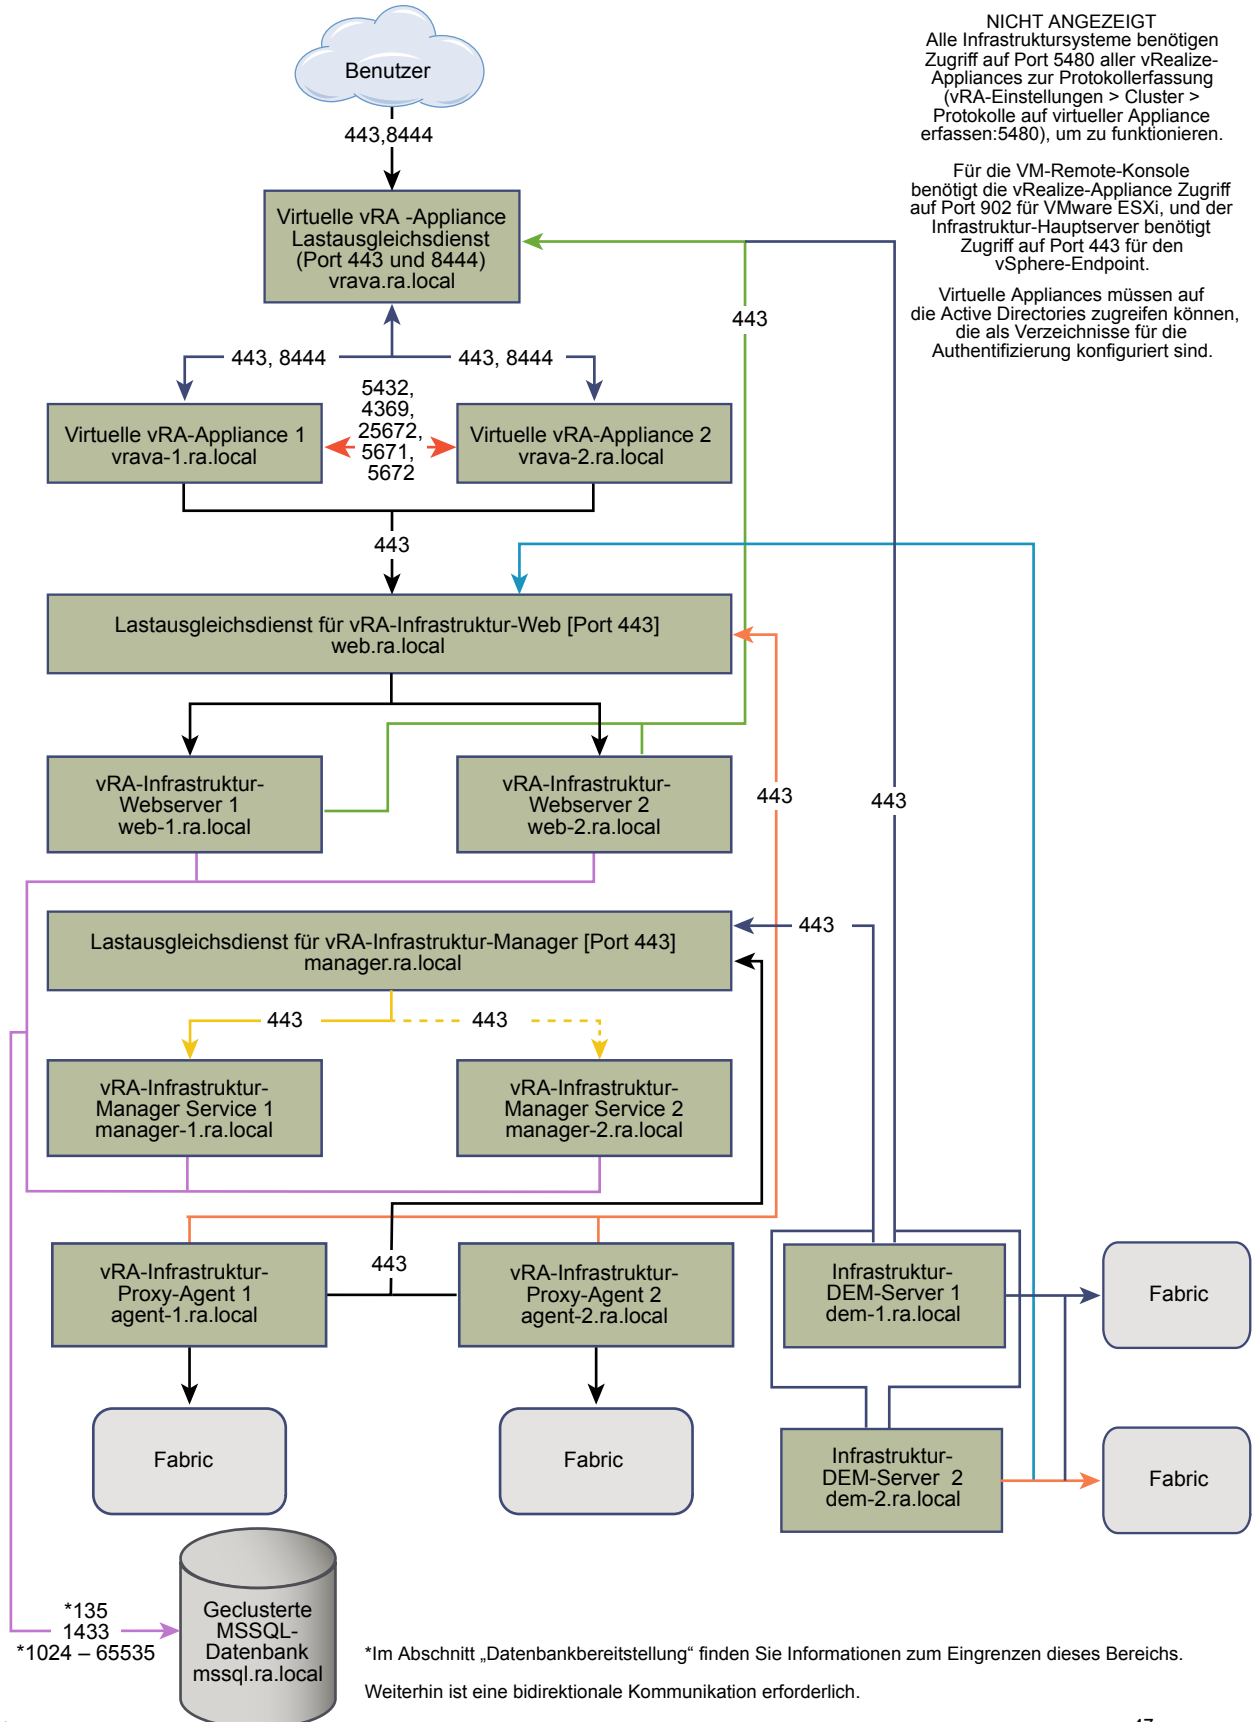 Benutzer
NICHT ANGEZEIGT
Alle Infrastruktursysteme benötigen
Zugriff auf Port 5480 aller vRealize-
Appliances zur Protokollerfassung
(vRA-Einstellungen > Cluster >
Protokolle auf virtueller Appliance
erfassen:5480), um zu funktionieren.
Für die VM-Remote-Konsole
benötigt die vRealize-Appliance Zugriff
auf Port 902 für VMware ESXi, und der
Infrastruktur-Hauptserver benötigt
Zugriff auf Port 443 für den
vSphere-Endpoint.
Virtuelle Appliances müssen auf
die Active Directories zugreifen können,
die als Verzeichnisse für die
Authentifizierung konfiguriert sind.
443,8444
Virtuelle vRA -Appliance
Lastausgleichsdienst
(Port 443 und 8444)
vrava.ra.local
443
443, 8444
443, 8444
5432,
4369,
25672,
5671,
5672
Virtuelle vRA-Appliance 1
vrava-1.ra.local
Virtuelle vRA-Appliance 2
vrava-2.ra.local
443
Lastausgleichsdienst für vRA-Infrastruktur-Web [Port 443]
web.ra.local
vRA-Infrastruktur-
Webserver 1
web-1.ra.local
vRA-Infrastruktur-
Webserver 2
web-2.ra.local
443
443
Lastausgleichsdienst für vRA-Infrastruktur-Manager [Port 443]
manager.ra.local
443
443
443
vRA-Infrastruktur-
Manager Service 1
manager-1.ra.local
vRA-Infrastruktur-
Manager Service 2
manager-2.ra.local
vRA-Infrastruktur-
Proxy-Agent 1
agent-1.ra.local
443
vRA-Infrastruktur-
Proxy-Agent 2
agent-2.ra.local
Infrastruktur-
DEM-Server 1
dem-1.ra.local
Fabric
Fabric
Fabric
Infrastruktur-
DEM-Server  2
dem-2.ra.local
Fabric
*135
1433
*1024 – 65535
Geclusterte
MSSQL-
Datenbank
mssql.ra.local
*Im Abschnitt „Datenbankbereitstellung“ finden Sie Informationen zum Eingrenzen dieses Bereichs.
Weiterhin ist eine bidirektionale Kommunikation erforderlich.